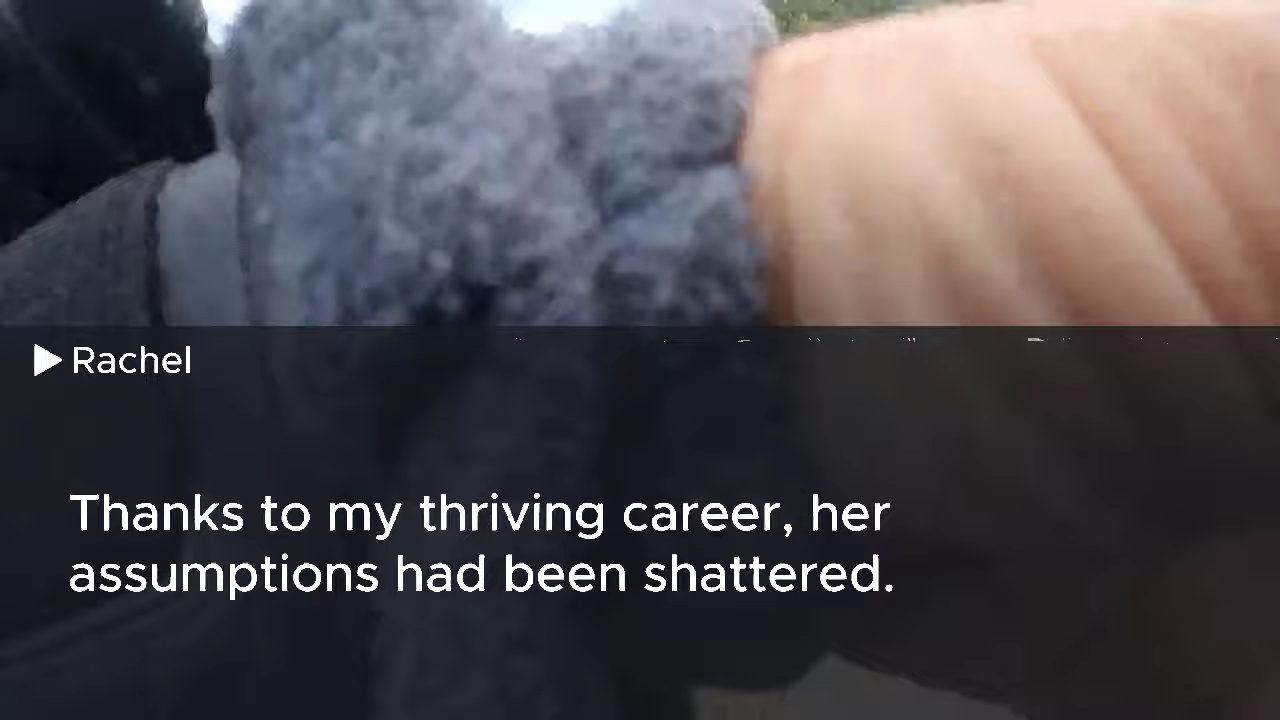 Rachel
Thanks to my thriving career, her
assumptions had been shattered.